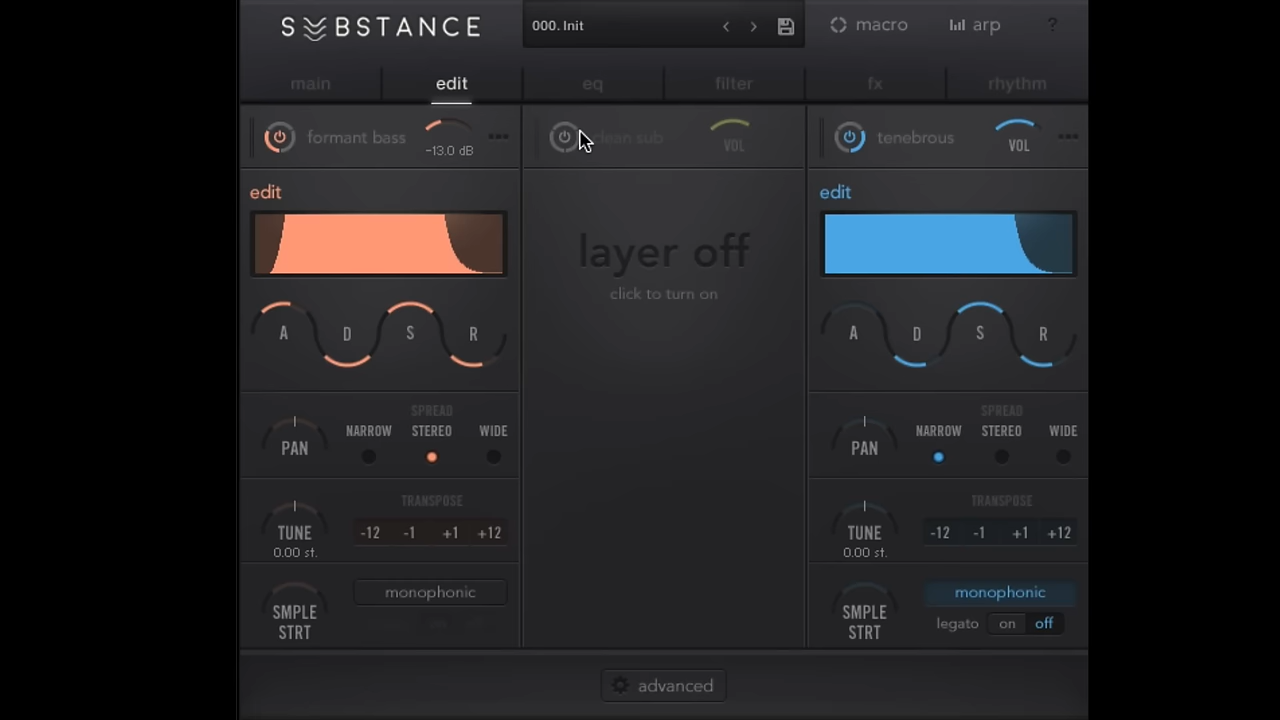 SUBSTANCE
000. Init
macro
arp
?
main
edit
eq
filter
fx
rhythm
formant bass
-13.0 dB
clean sub
VOL
tenebrous
VOL
edit
A
D
S
R
PAN
SPREAD
NARROW
STEREO
WIDE
TUNE
0.00 st.
TRANSPOSE
-12
-1
+1
+12
SMPLE
STRT
monophonic
layer off
click to turn on
edit
A
D
S
R
PAN
SPREAD
NARROW
STEREO
WIDE
TUNE
0.00 st.
TRANSPOSE
-12
-1
+1
+12
SMPLE
STRT
monophonic
legato
on
off
advanced